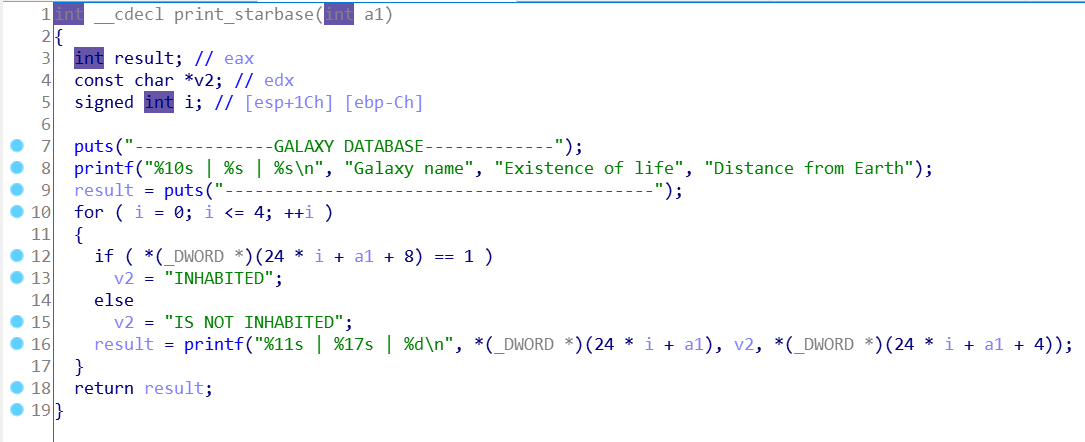 1 int __cdecl print_starbase(int a1)
2 {
3   int result; // eax
4   const char *v2; // edx
5   signed int i; // [esp+1Ch] [ebp-Ch]
6
7   puts("--------------GALAXY DATABASE-------------");
8   printf("%10s | %s | %s\n", "Galaxy name", "Existence of life", "Distance from Earth");
9   result = puts("-------------------------------------------");
10   for ( i = 0; i <= 4; ++i )
11   {
12     if ( *(_DWORD *)(24 * i + a1 + 8) == 1 )
13       v2 = "INHABITED";
14     else
15       v2 = "IS NOT INHABITED";
16     result = printf("%11s | %17s | %d\n", *(_DWORD *)(24 * i + a1), v2, *(_DWORD *)(24 * i + a1 + 4));
17   }
18   return result;
19 }